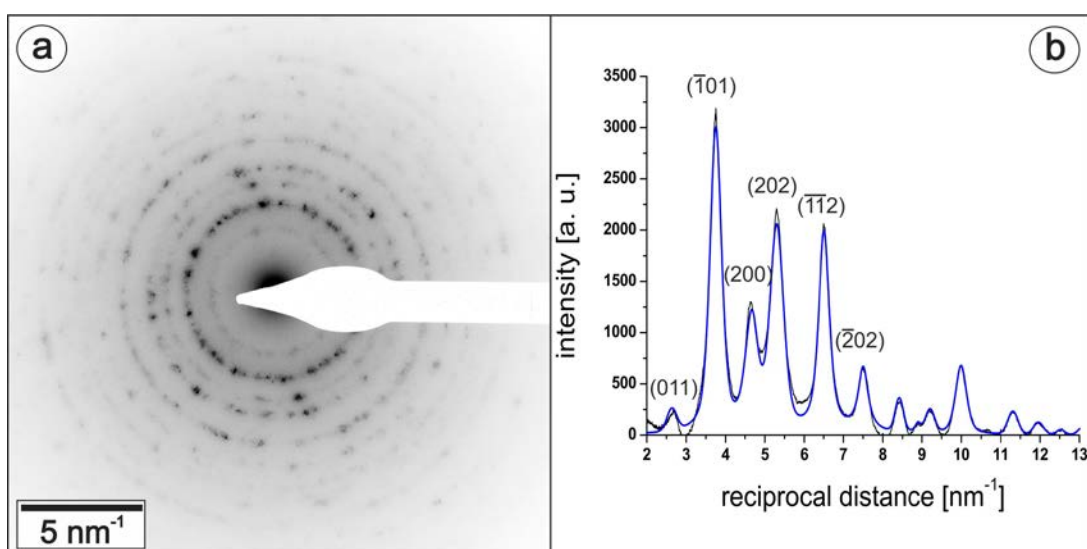 a
5 nm⁻¹
b
intensity [a. u.]
3500
3000
2500
2000
1500
1000
500
0
(1̅01)
(202)
(1̅1̅2)
(200)
(2̅02)
(011)
2 3 4 5 6 7 8 9 10 11 12 13
reciprocal distance [nm⁻¹]